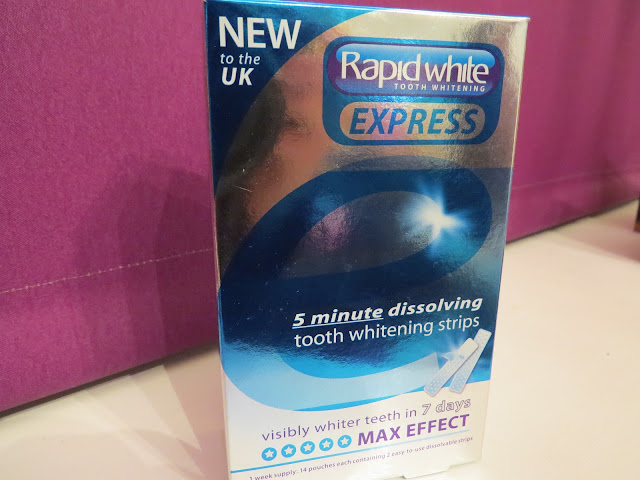 NEW
to the
UK
Rapid white
TOOTH WHITENING
EXPRESS
5 minute dissolving
tooth whitening strips
visibly whiter teeth in 7 days
MAX EFFECT
1 week supply: 14 pouches each containing 2 easy-to-use dissolvable strips